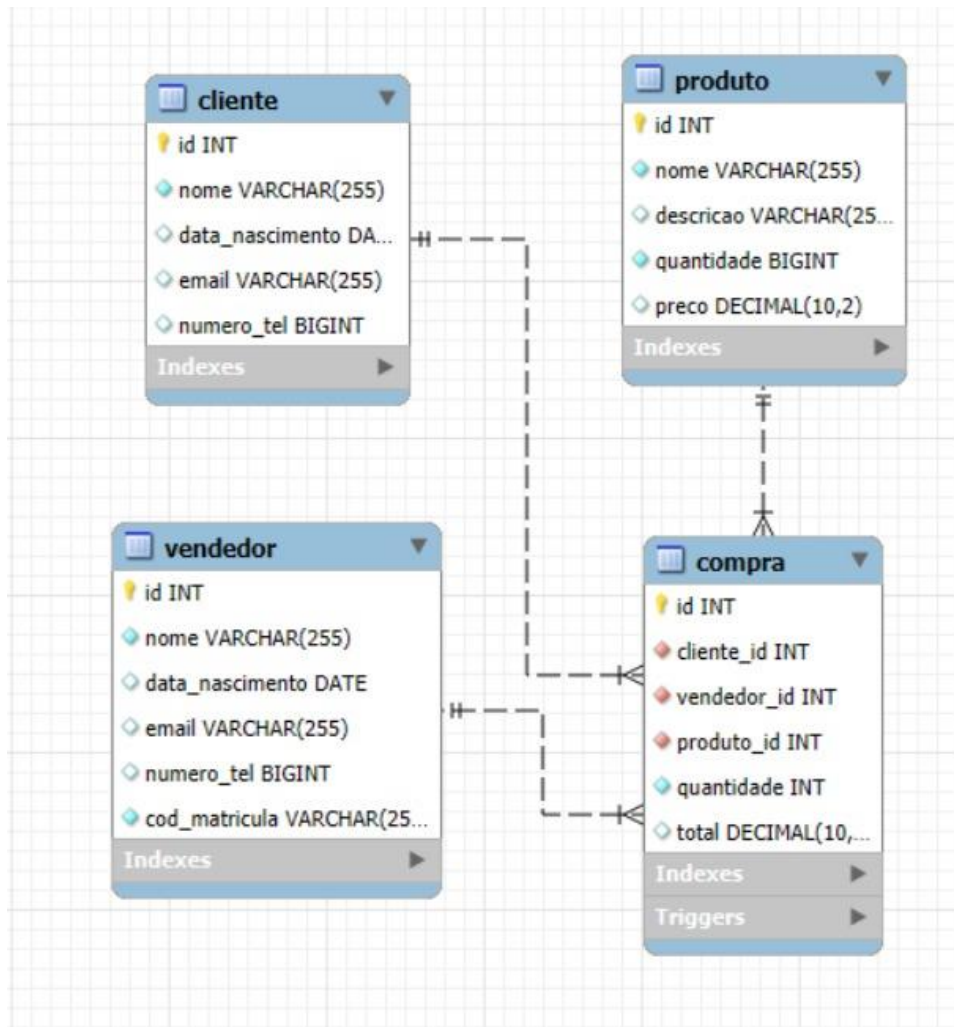 cliente
id INT
nome VARCHAR(255)
data_nascimento DA...
email VARCHAR(255)
numero_tel BIGINT
Indexes
produto
id INT
nome VARCHAR(255)
descricao VARCHAR(25...
quantidade BIGINT
preco DECIMAL(10,2)
Indexes
vendedor
id INT
nome VARCHAR(255)
data_nascimento DATE
email VARCHAR(255)
numero_tel BIGINT
cod_matricula VARCHAR(25...
Indexes
compra
id INT
cliente_id INT
vendedor_id INT
produto_id INT
quantidade INT
total DECIMAL(10,...
Indexes
Triggers